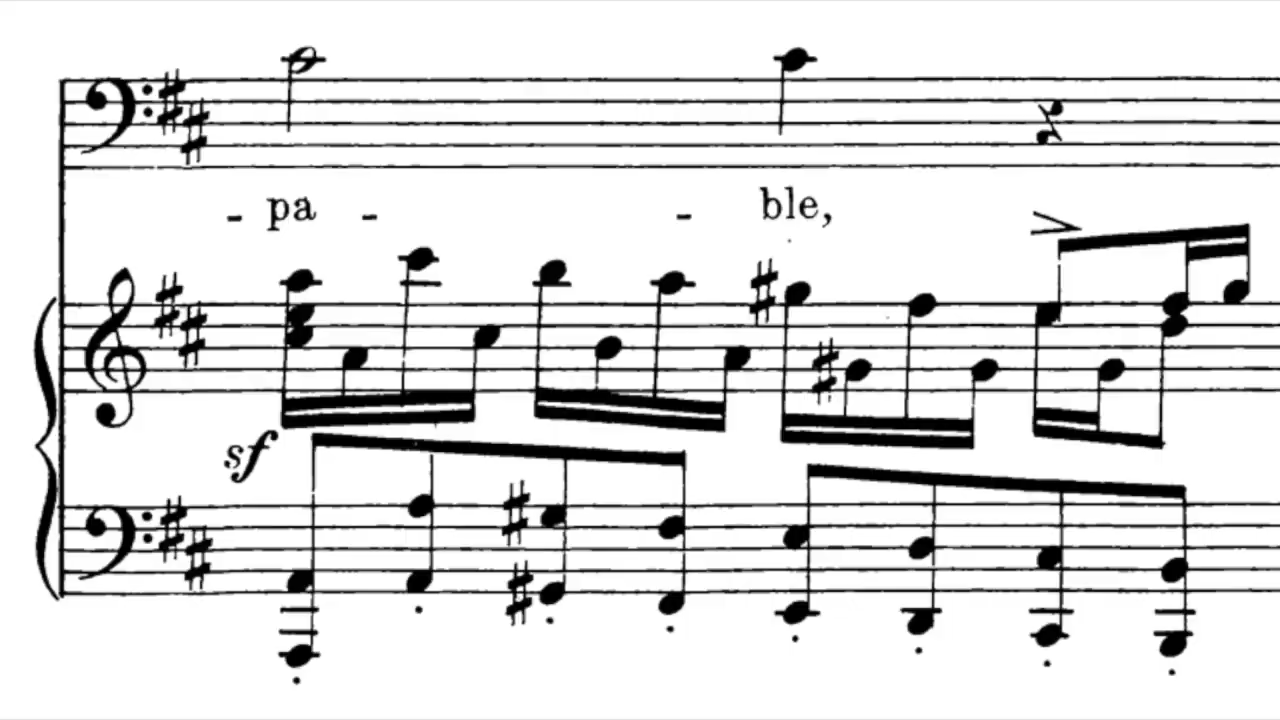 - pa - - ble,
sf